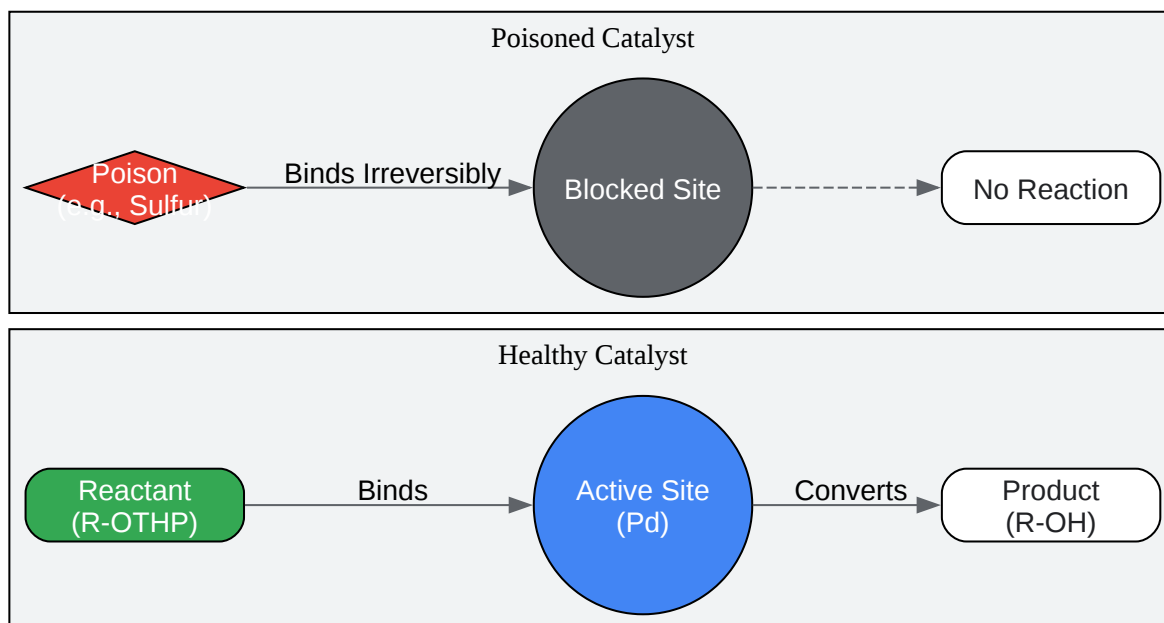 Poisoned Catalyst
Poison
(e.g., Sulfur)
Binds Irreversibly
Blocked Site
No Reaction
Healthy Catalyst
Reactant
(R-OTHP)
Binds
Active Site
(Pd)
Converts
Product
(R-OH)